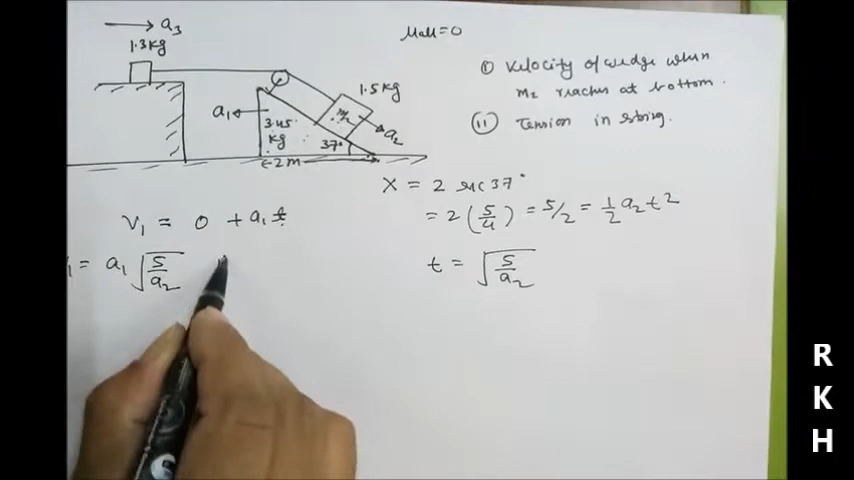 a₃
1.3kg
μall = 0
① Velocity of wedge when
m₂ reaches at bottom.
1.5kg
m₂
a₁
3.45
kg
37°
a₂
2m
(ii) Tension in string.
X = 2 sec 37°
= 2 (5/4) = 5/2 = 1/2 a₂ t²
V₁ = 0 + a₁ t
= a₁ √(5/a₂)
t = √(5/a₂)
R
K
H